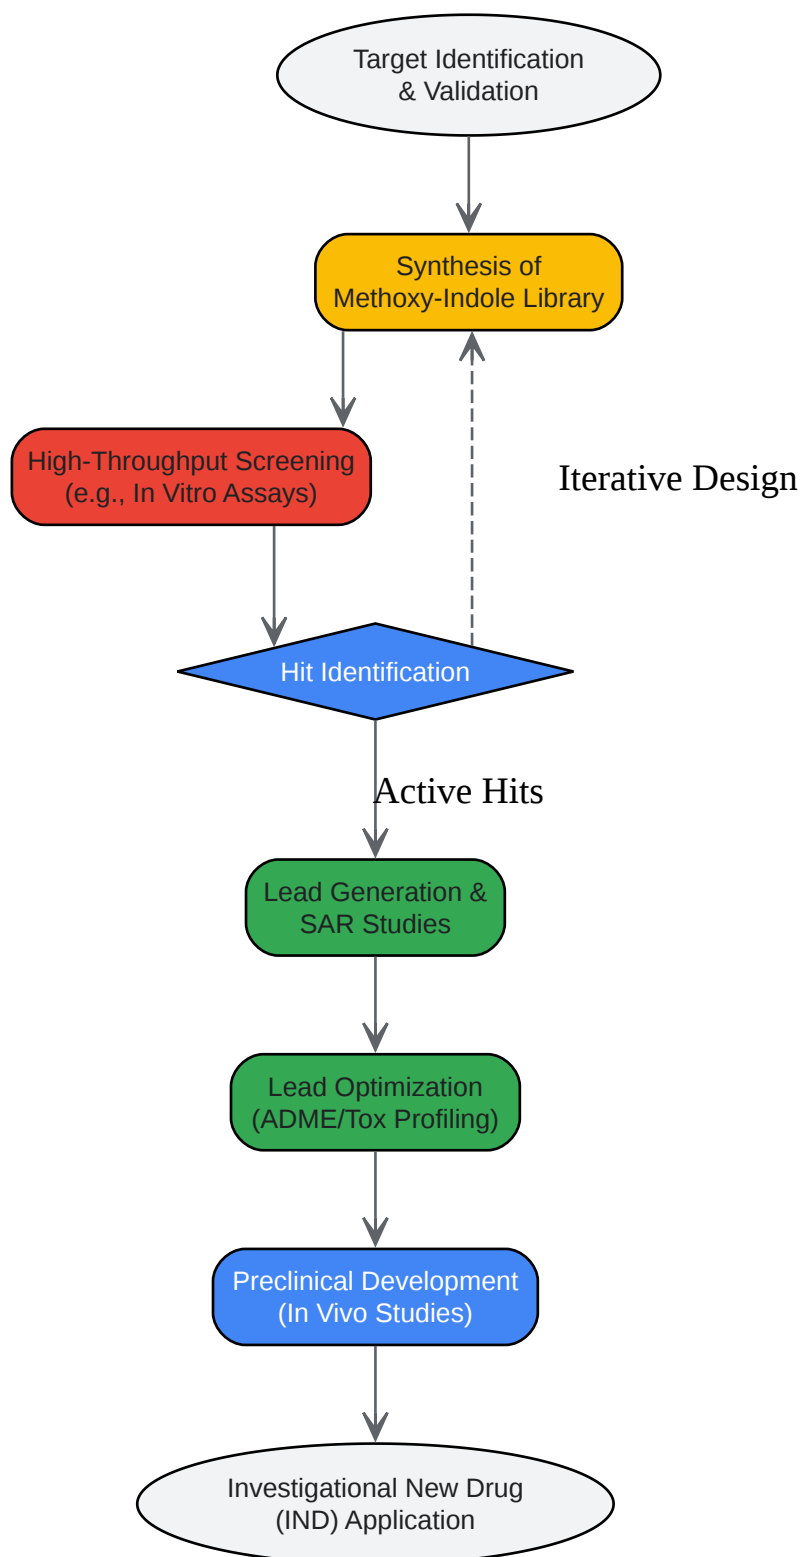 Target Identification
& Validation
Synthesis of
Methoxy-Indole Library
High-Throughput Screening
(e.g., In Vitro Assays)
Iterative Design
Hit Identification
Active Hits
Lead Generation &
SAR Studies
Lead Optimization
(ADME/Tox Profiling)
Preclinical Development
(In Vivo Studies)
Investigational New Drug
(IND) Application